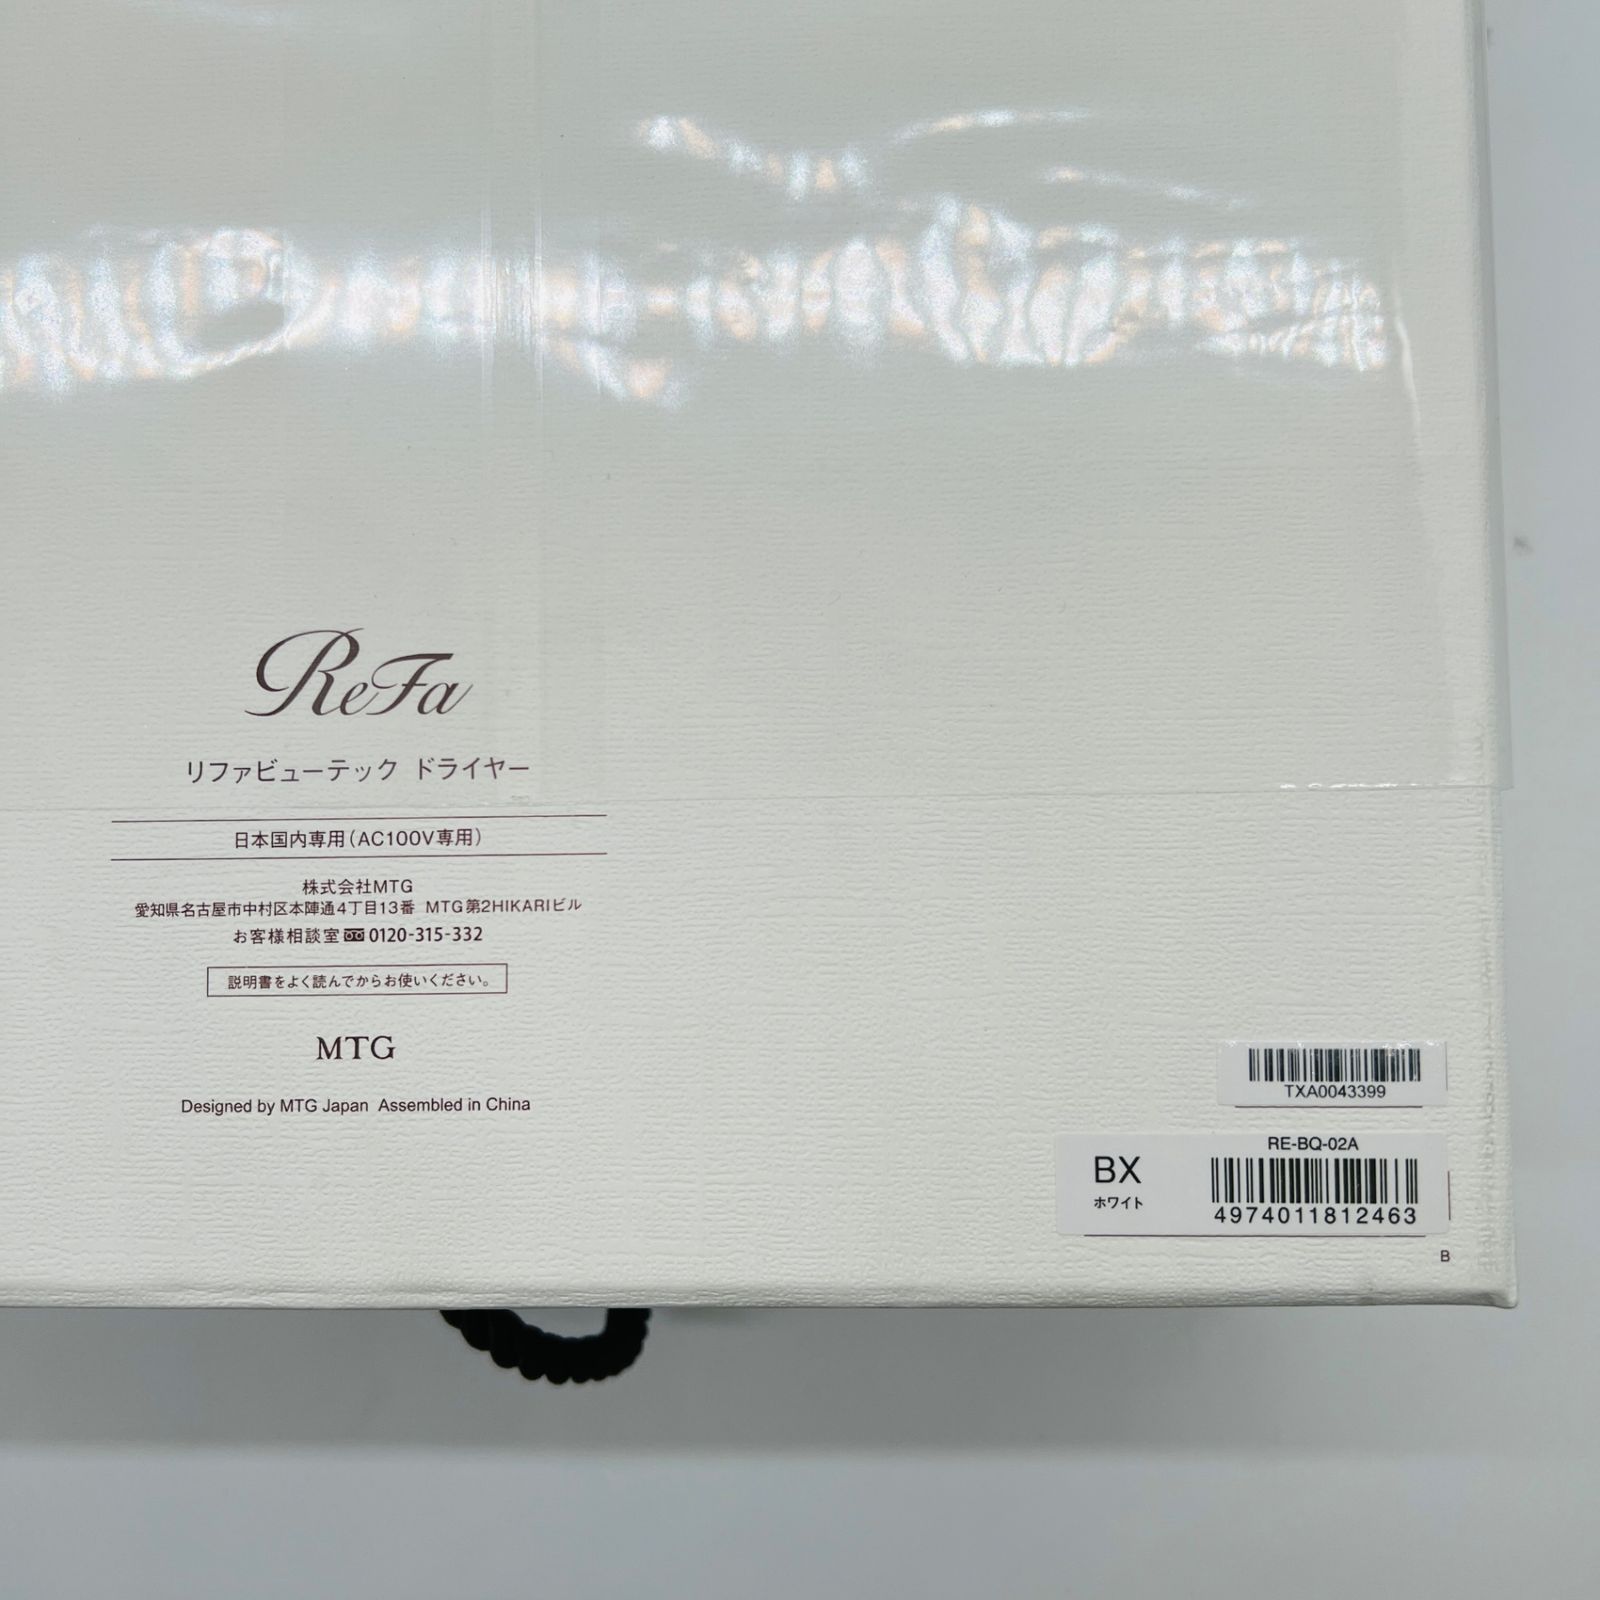 ReFa
リファビューテック ドライヤー
日本国内専用(AC100V専用)
株式会社MTG
愛知県名古屋市中村区本陣通4丁目13番 MTG第2HIKARIビル
お客様相談室 0120-315-332
説明書をよく読んでからお使いください。
MTG
Designed by MTG Japan Assembled in China
TXA0043399
RE-BQ-02A
BX
ホワイト
4974011812463
B